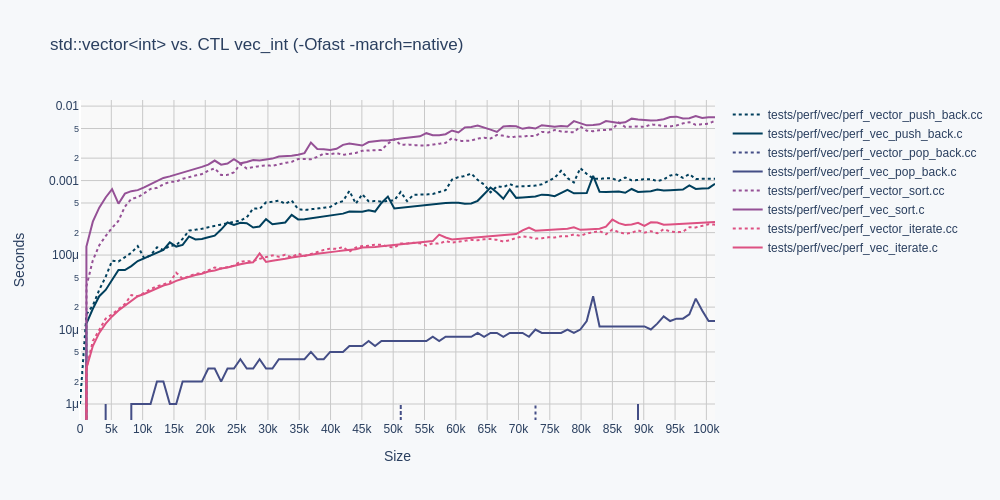 std::vector<int> vs. CTL vec_int (-Ofast -march=native)
0.01
5
2
0.001
5
2
100μ
5
2
10μ
5
2
1μ
Seconds
0 5k 10k 15k 20k 25k 30k 35k 40k 45k 50k 55k 60k 65k 70k 75k 80k 85k 90k 95k 100k
Size
tests/perf/vec/perf_vector_push_back.cc
tests/perf/vec/perf_vec_push_back.c
tests/perf/vec/perf_vector_pop_back.cc
tests/perf/vec/perf_vec_pop_back.c
tests/perf/vec/perf_vector_sort.cc
tests/perf/vec/perf_vec_sort.c
tests/perf/vec/perf_vector_iterate.cc
tests/perf/vec/perf_vec_iterate.c